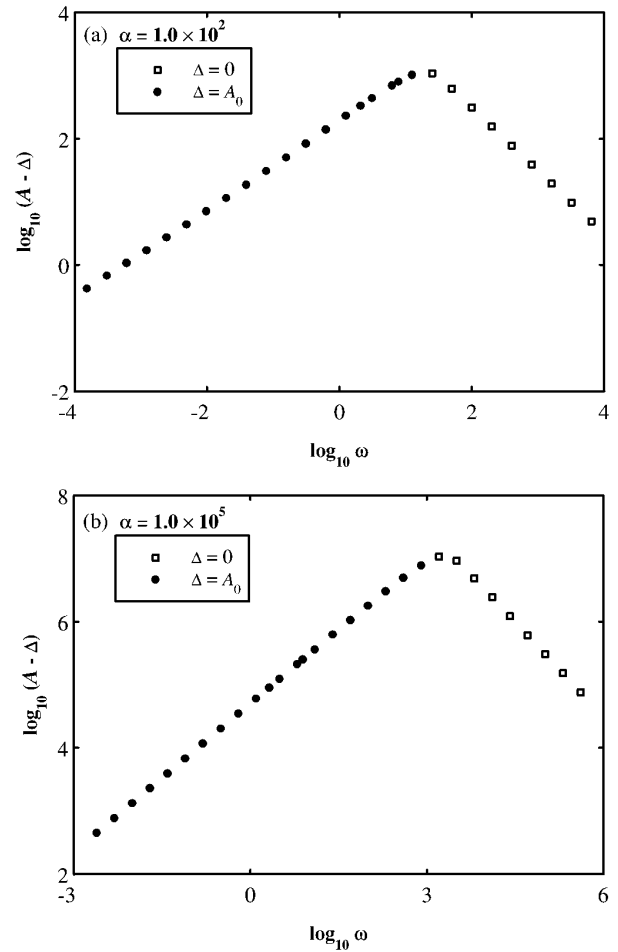 (a) α = 1.0 × 10²
Δ = 0
Δ = A₀
4
2
0
-2
log₁₀ (A - Δ)
-4 -2 0 2 4
log₁₀ ω
(b) α = 1.0 × 10⁵
Δ = 0
Δ = A₀
8
6
4
2
log₁₀ (A - Δ)
-3 0 3 6
log₁₀ ω